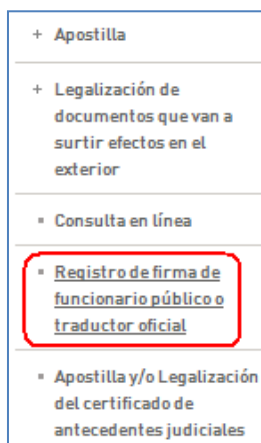 + Apostilla
+ Legalización de
documentos que van a
surtir efectos en el
exterior
▪ Consulta en línea
▪ Registro de firma de
funcionario público o
traductor oficial
▪ Apostilla y/o Legalización
del certificado de
antecedentes judiciales